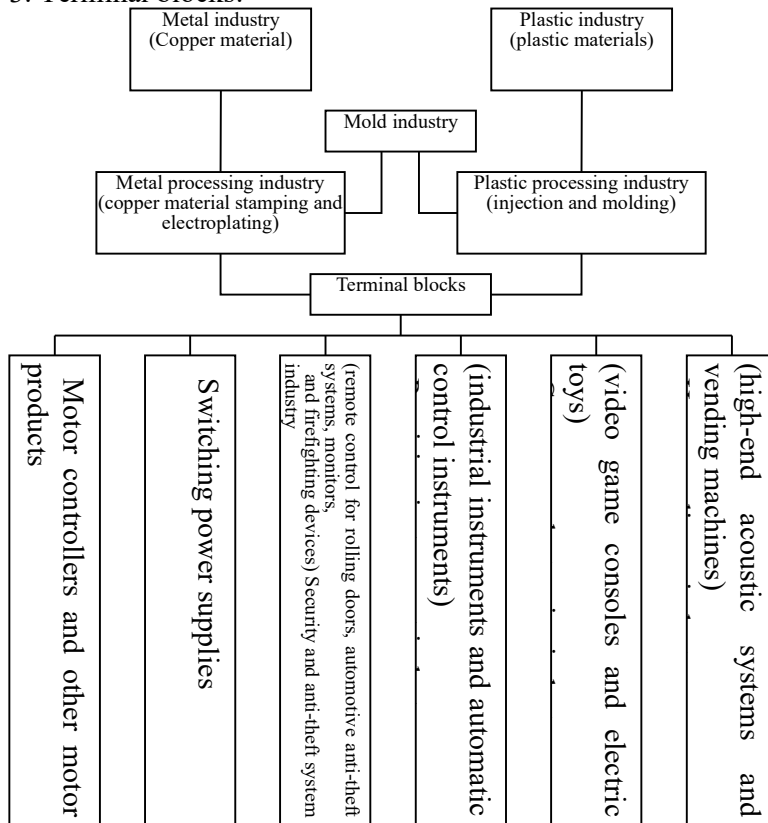 3. Terminal blocks:
Metal industry
(Copper material)
Plastic industry
(plastic materials)
Mold industry
Metal processing industry
(copper material stamping and
electroplating)
Plastic processing industry
(injection and molding)
Terminal blocks
Motor controllers and other motor
products
Switching power supplies
(remote control for rolling doors, automotive anti-theft
systems, monitors,
and firefighting devices) Security and anti-theft system
industry
(industrial instruments and automatic
control instruments)
(video game consoles and electric
toys)
(high-end acoustic systems and
vending machines)